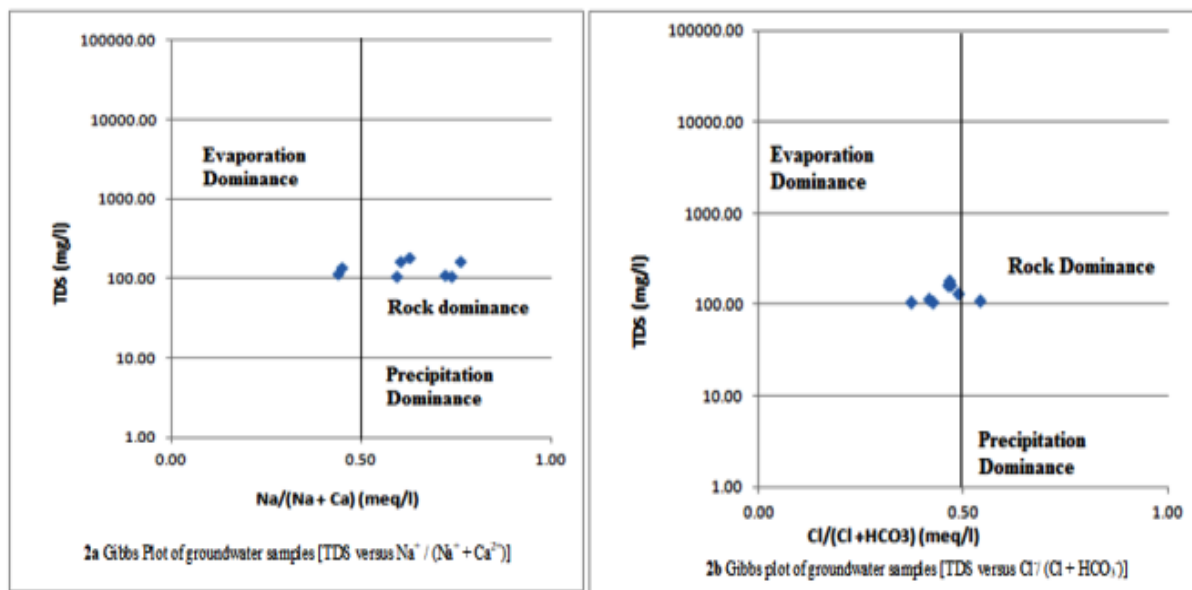 100000.00
10000.00
1000.00
100.00
10.00
1.00
TDS (mg/l)
Evaporation
Dominance
Rock dominance
Precipitation
Dominance
0.00 0.50 1.00
Na/(Na + Ca) (meq/l)
2a Gibbs Plot of groundwater samples [TDS versus Na⁺ / (Na⁺ + Ca²⁺)]
100000.00
10000.00
1000.00
100.00
10.00
1.00
TDS (mg/l)
Evaporation
Dominance
Rock Dominance
Precipitation
Dominance
0.00 0.50 1.00
Cl/(Cl +HCO3) (meq/l)
2b Gibbs plot of groundwater samples [TDS versus Cl⁻/ (Cl + HCO₃⁻)]